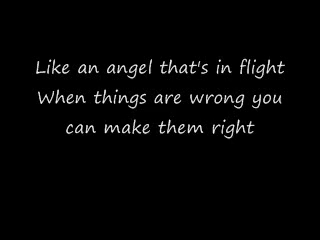 Like an angel that's in flight
When things are wrong you
can make them right